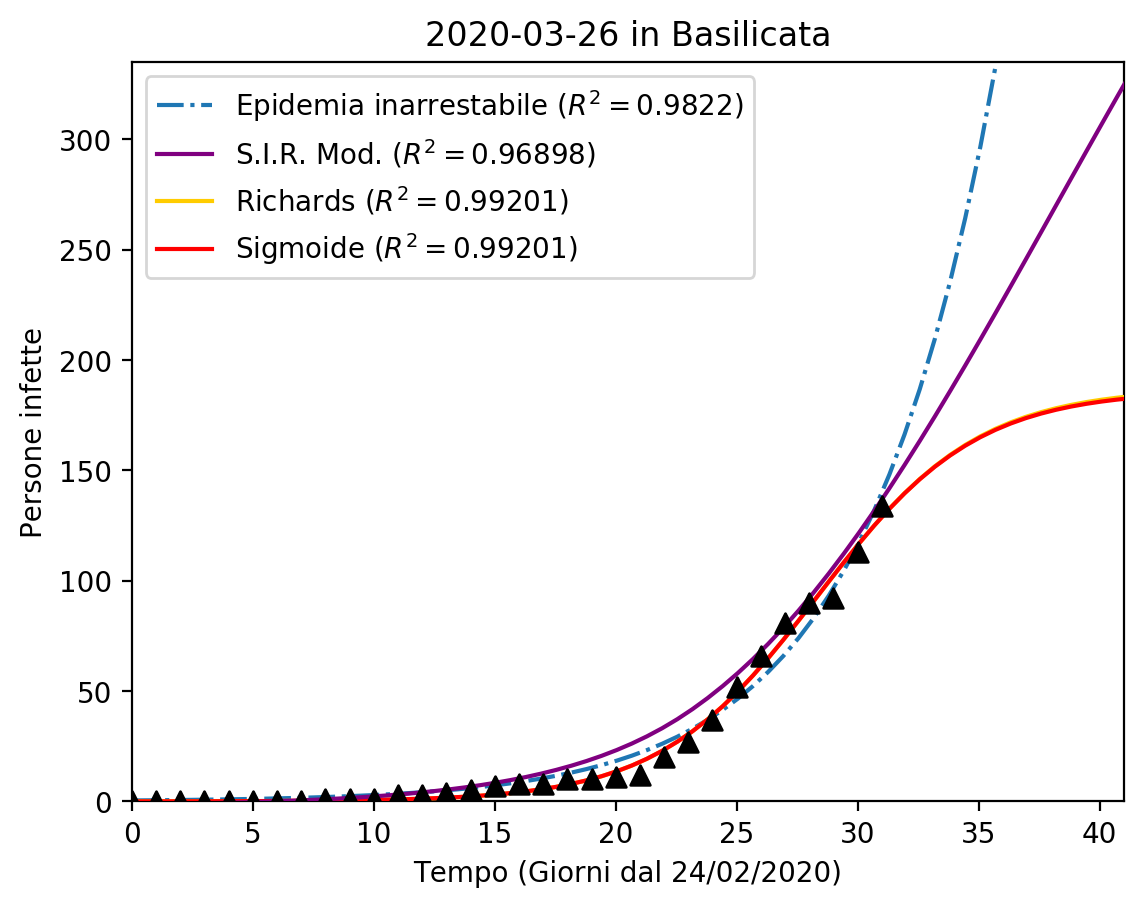 2020-03-26 in Basilicata
Epidemia inarrestabile (R² = 0.9822)
S.I.R. Mod. (R² = 0.96898)
Richards (R² = 0.99201)
Sigmoide (R² = 0.99201)
Persone infette
300
250
200
150
100
50
0
0 5 10 15 20 25 30 35 40
Tempo (Giorni dal 24/02/2020)